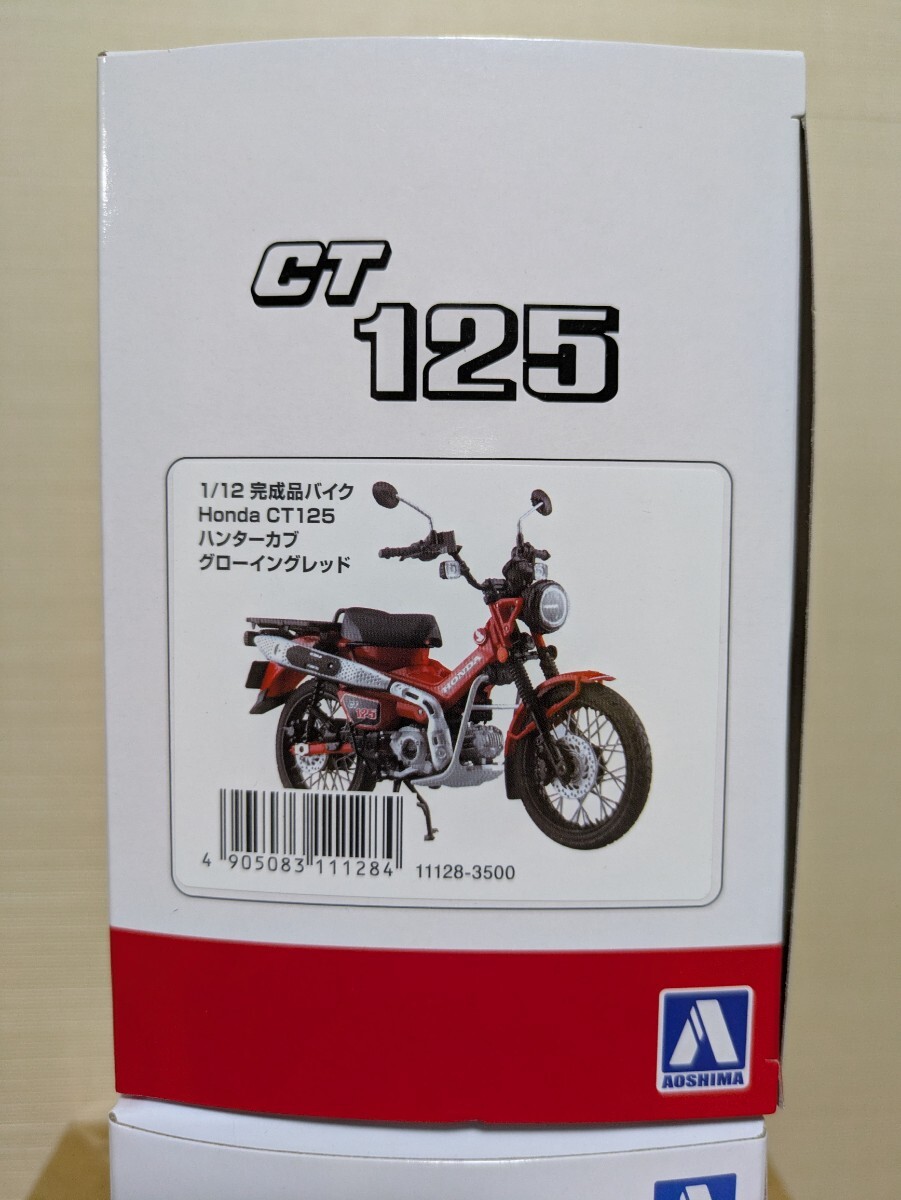 CT
125
1/12 完成品バイク
Honda CT125
ハンターカブ
グローイングレッド
HONDA
125
4 905083 111284
11128-3500
AOSHIMA